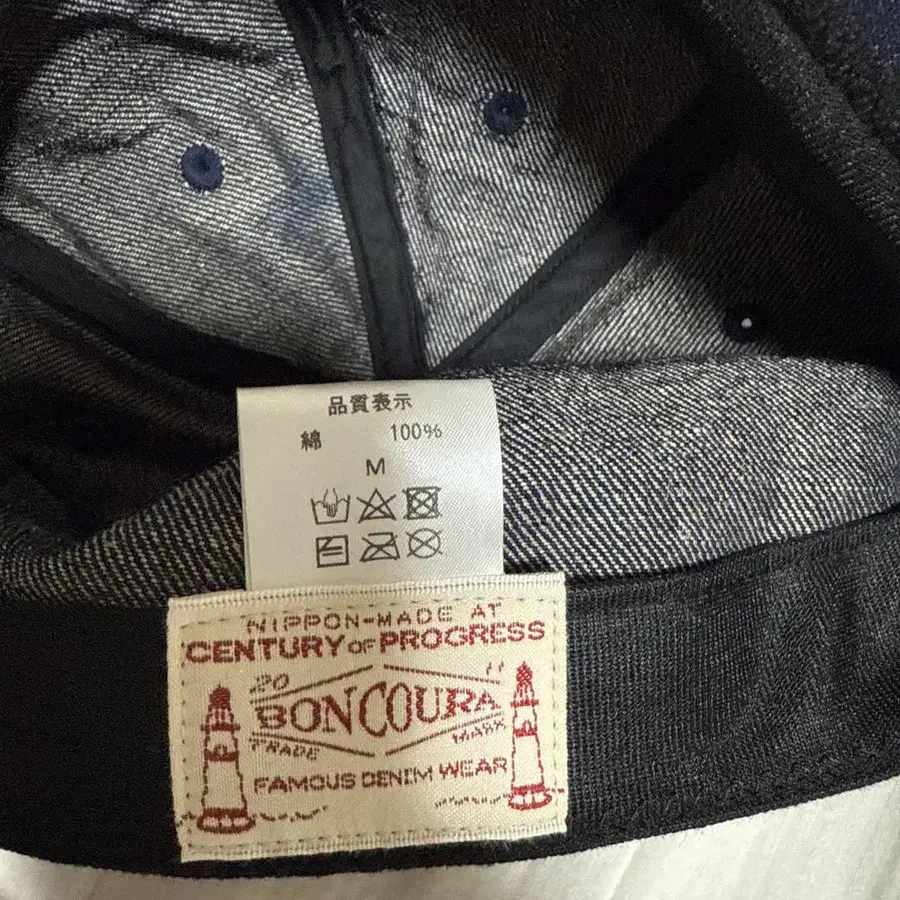 品質表示
綿 100%
M
NIPPON-MADE AT
CENTURY OF PROGRESS
20 11
BONCOURA
TRADE MARK
FAMOUS DENIM WEAR